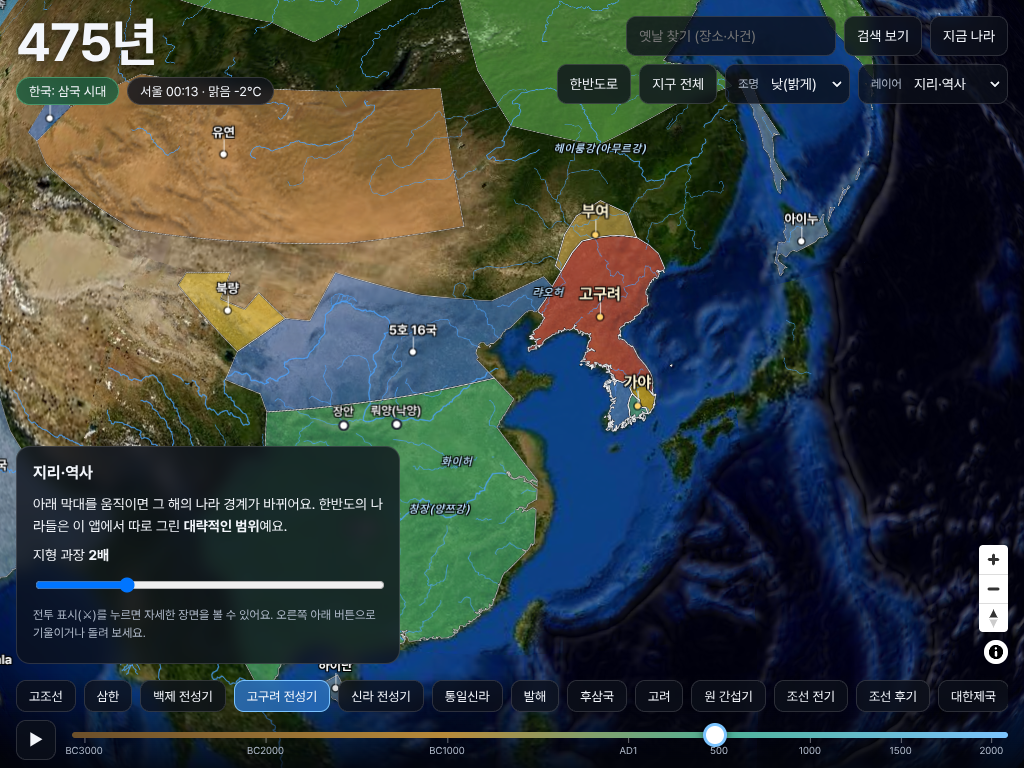 475년
한국: 삼국 시대
서울 00:13 · 맑음 -2°C
옛날 찾기 (장소·사건)
검색 보기
지금 나라
한반도로
지구 전체
조명 낮(밝게)
레이어 지리·역사
유연
헤이룽강(아무르강)
부여
아이누
북량
라오허
고구려
5호 16국
가야
장안
뤄양(낙양)
화이허
창장(양쯔강)
국
지리·역사
아래 막대를 움직이면 그 해의 나라 경계가 바뀌어요. 한반도의 나
라들은 이 앱에서 따로 그린 대략적인 범위예요.
지형 과장 2배
전투 표시(⚔)를 누르면 자세한 장면을 볼 수 있어요. 오른쪽 아래 버튼으로
기울이거나 돌려 보세요.
ala
하이난
고조선
삼한
백제 전성기
고구려 전성기
신라 전성기
통일신라
발해
후삼국
고려
원 간섭기
조선 전기
조선 후기
대한제국
BC3000
BC2000
BC1000
AD1
500
1000
1500
2000